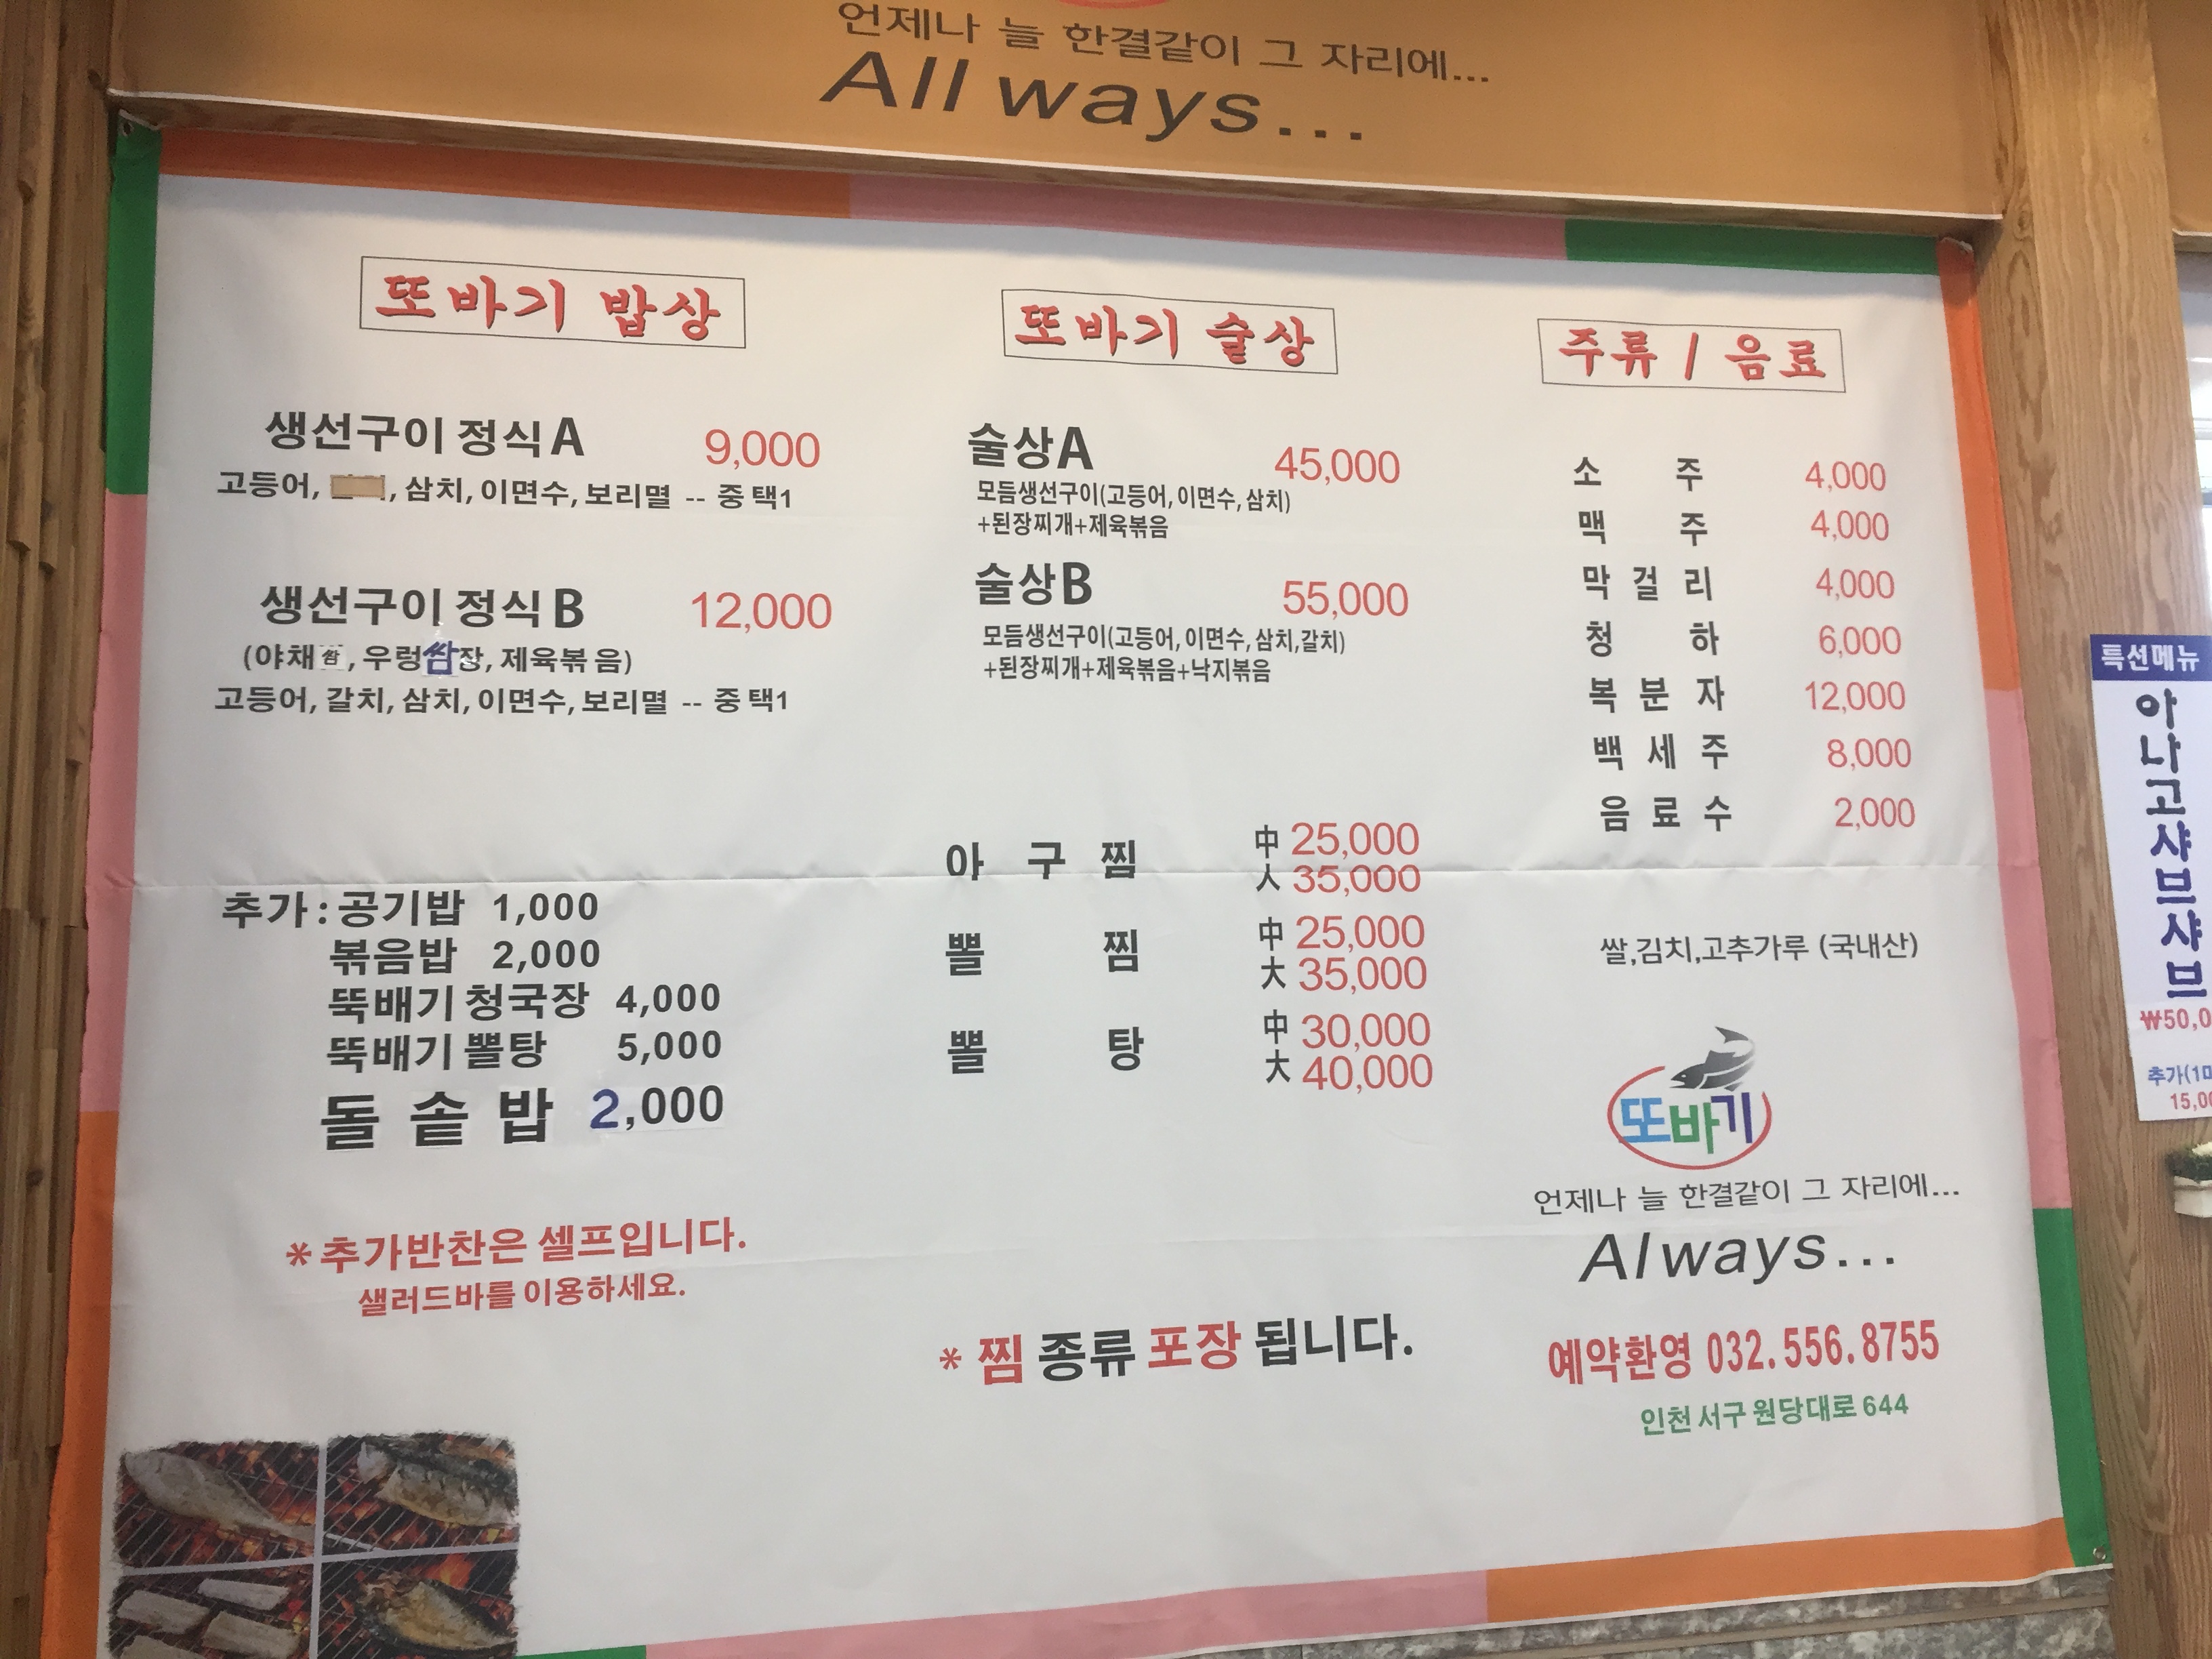 언제나 늘 한결같이 그 자리에...
All ways...
또바기 밥상
생선구이 정식 A 9,000
고등어, , 삼치, 이면수, 보리멸 -- 중 택1
생선구이 정식 B 12,000
(야채쌈, 우렁쌈장, 제육볶음)
고등어, 갈치, 삼치, 이면수, 보리멸 -- 중 택1
추가 : 공기밥 1,000
볶음밥 2,000
뚝배기 청국장 4,000
뚝배기 뽈탕 5,000
돌솥밥 2,000
* 추가반찬은 셀프입니다.
샐러드바를 이용하세요.
또바기 술상
술상A 45,000
모듬생선구이(고등어, 이면수, 삼치)
+된장찌개+제육볶음
술상B 55,000
모듬생선구이(고등어, 이면수, 삼치,갈치)
+된장찌개+제육볶음+낙지볶음
아구찜 中 25,000
大 35,000
뽈찜 中 25,000
大 35,000
뽈탕 中 30,000
大 40,000
* 찜 종류 포장 됩니다.
주류 / 음료
소주 4,000
맥주 4,000
막걸리 4,000
청하 6,000
복분자 12,000
백세주 8,000
음료수 2,000
쌀,김치,고추가루 (국내산)
또바기
언제나 늘 한결같이 그 자리에...
Always...
예약환영 032.556.8755
인천 서구 원당대로 644
특선메뉴
아나고샤브샤브
₩50,0
추가(1
15,00